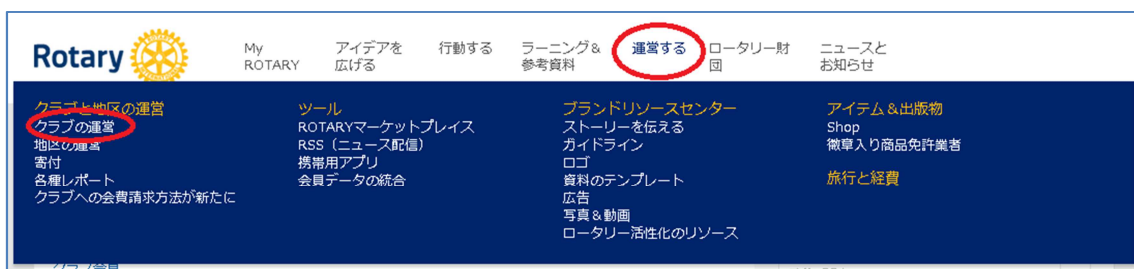 Rotary
My
ROTARY
アイデアを
広げる
行動する
ラーニング&
参考資料
運営する
ロータリー財
団
ニュースと
お知らせ
クラブと地区の運営
クラブの運営
地区の運営
寄付
各種レポート
クラブへの会費請求方法が新たに
ツール
ROTARYマーケットプレイス
RSS（ニュース配信）
携帯用アプリ
会員データの統合
ブランドリソースセンター
ストーリーを伝える
ガイドライン
ロゴ
資料のテンプレート
広告
写真&動画
ロータリー活性化のリソース
アイテム&出版物
Shop
徽章入り商品免許業者
旅行と経費
クラブ会員